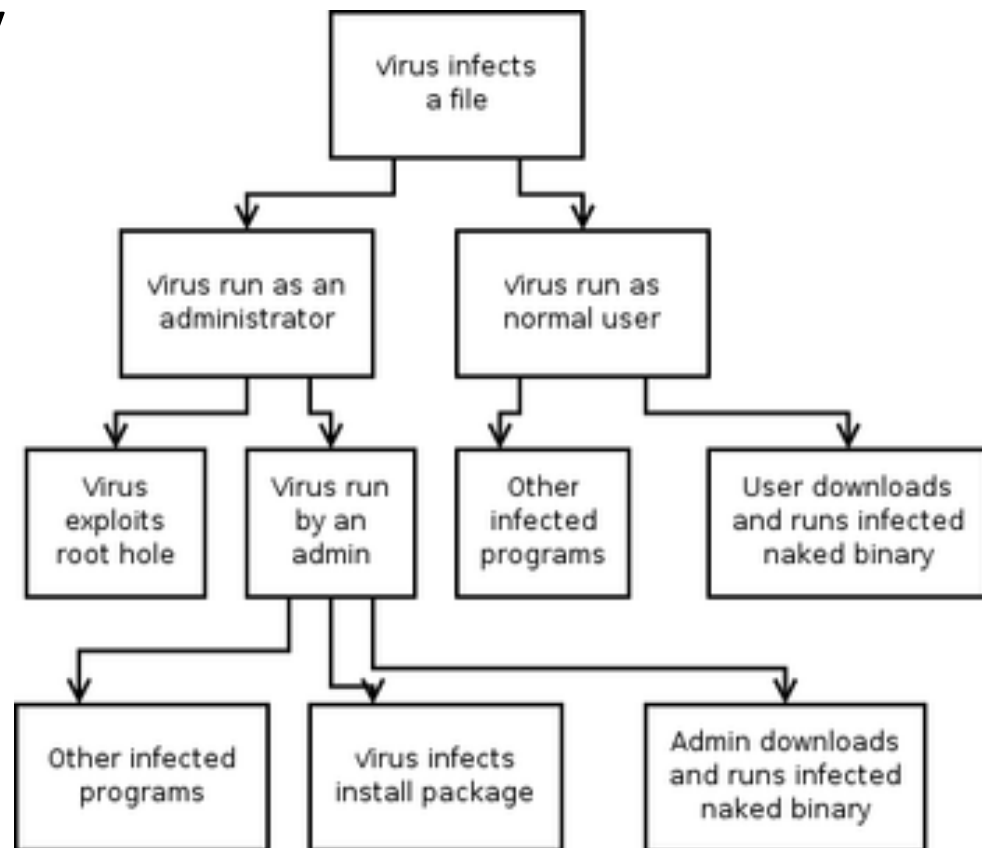 virus infects
a file
virus run as an
administrator
virus run as
normal user
Virus
exploits
root hole
Virus run
by an
admin
Other
infected
programs
User downloads
and runs infected
naked binary
Other infected
programs
virus infects
install package
Admin downloads
and runs infected
naked binary